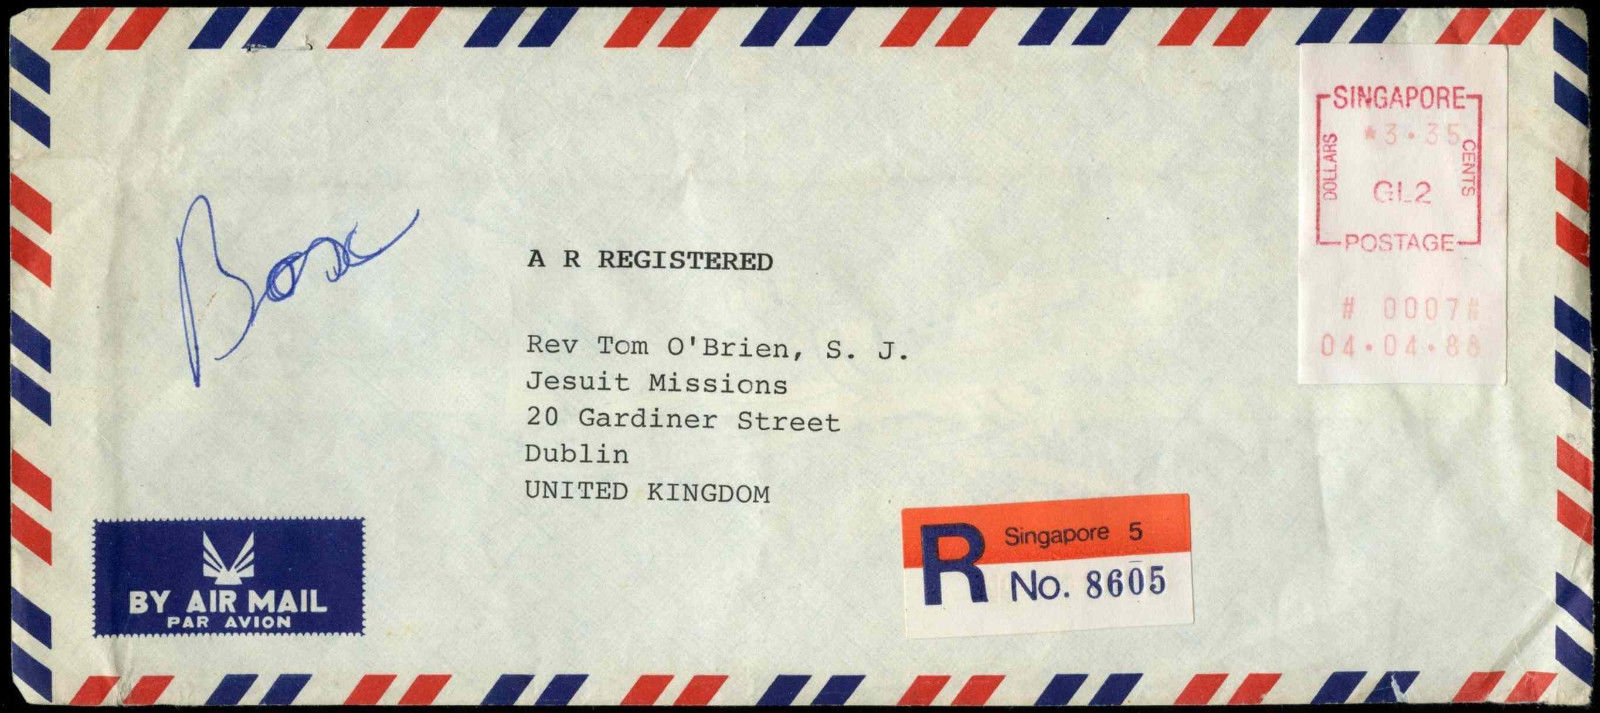 SINGAPORE
*3.35
DOLLARS
CENTS
GL2
POSTAGE
# 0007#
04.04.88
A R REGISTERED
Rev Tom O'Brien, S. J.
Jesuit Missions
20 Gardiner Street
Dublin
UNITED KINGDOM
R
Singapore 5
No. 8605
BY AIR MAIL
PAR AVION